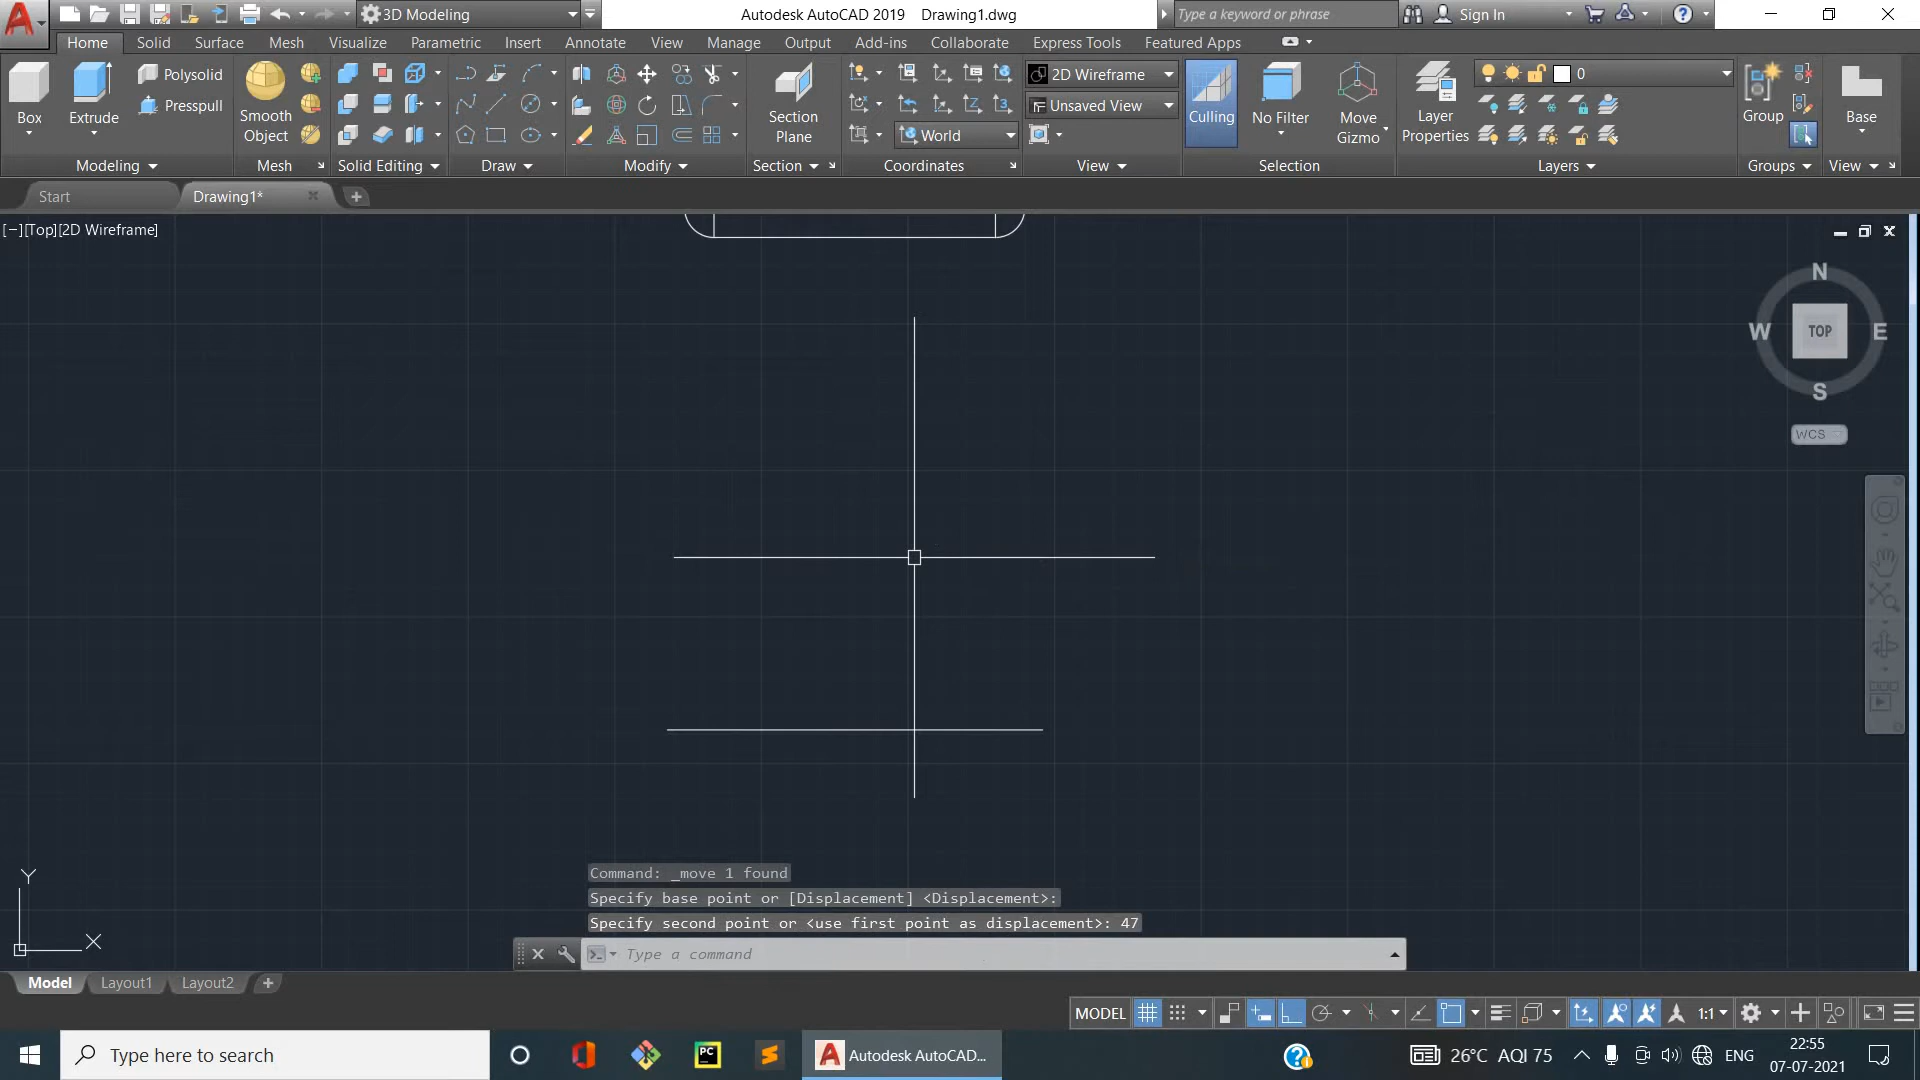 3D Modeling
Autodesk AutoCAD 2019 Drawing1.dwg
Type a keyword or phrase
Sign In
Home Solid Surface Mesh Visualize Parametric Insert Annotate View Manage Output Add-ins Collaborate Express Tools Featured Apps
Box
Extrude
Polysolid
Presspull
Modeling
Smooth
Object
Mesh
Solid Editing
Draw
Modify
Section
Plane
Section
World
Coordinates
2D Wireframe
Unsaved View
View
Culling
No Filter
Move
Gizmo
Selection
Layer
Properties
0
Layers
Group
Groups
Base
View
Start
Drawing1*
[−][Top][2D Wireframe]
N
W
TOP
E
S
WCS
Y
X
Command: _move 1 found
Specify base point or [Displacement] <Displacement>:
Specify second point or <use first point as displacement>: 47
Type a command
Model Layout1 Layout2
MODEL
1:1
Type here to search
PC
Autodesk AutoCAD...
26°C AQI 75
ENG
22:55
07-07-2021